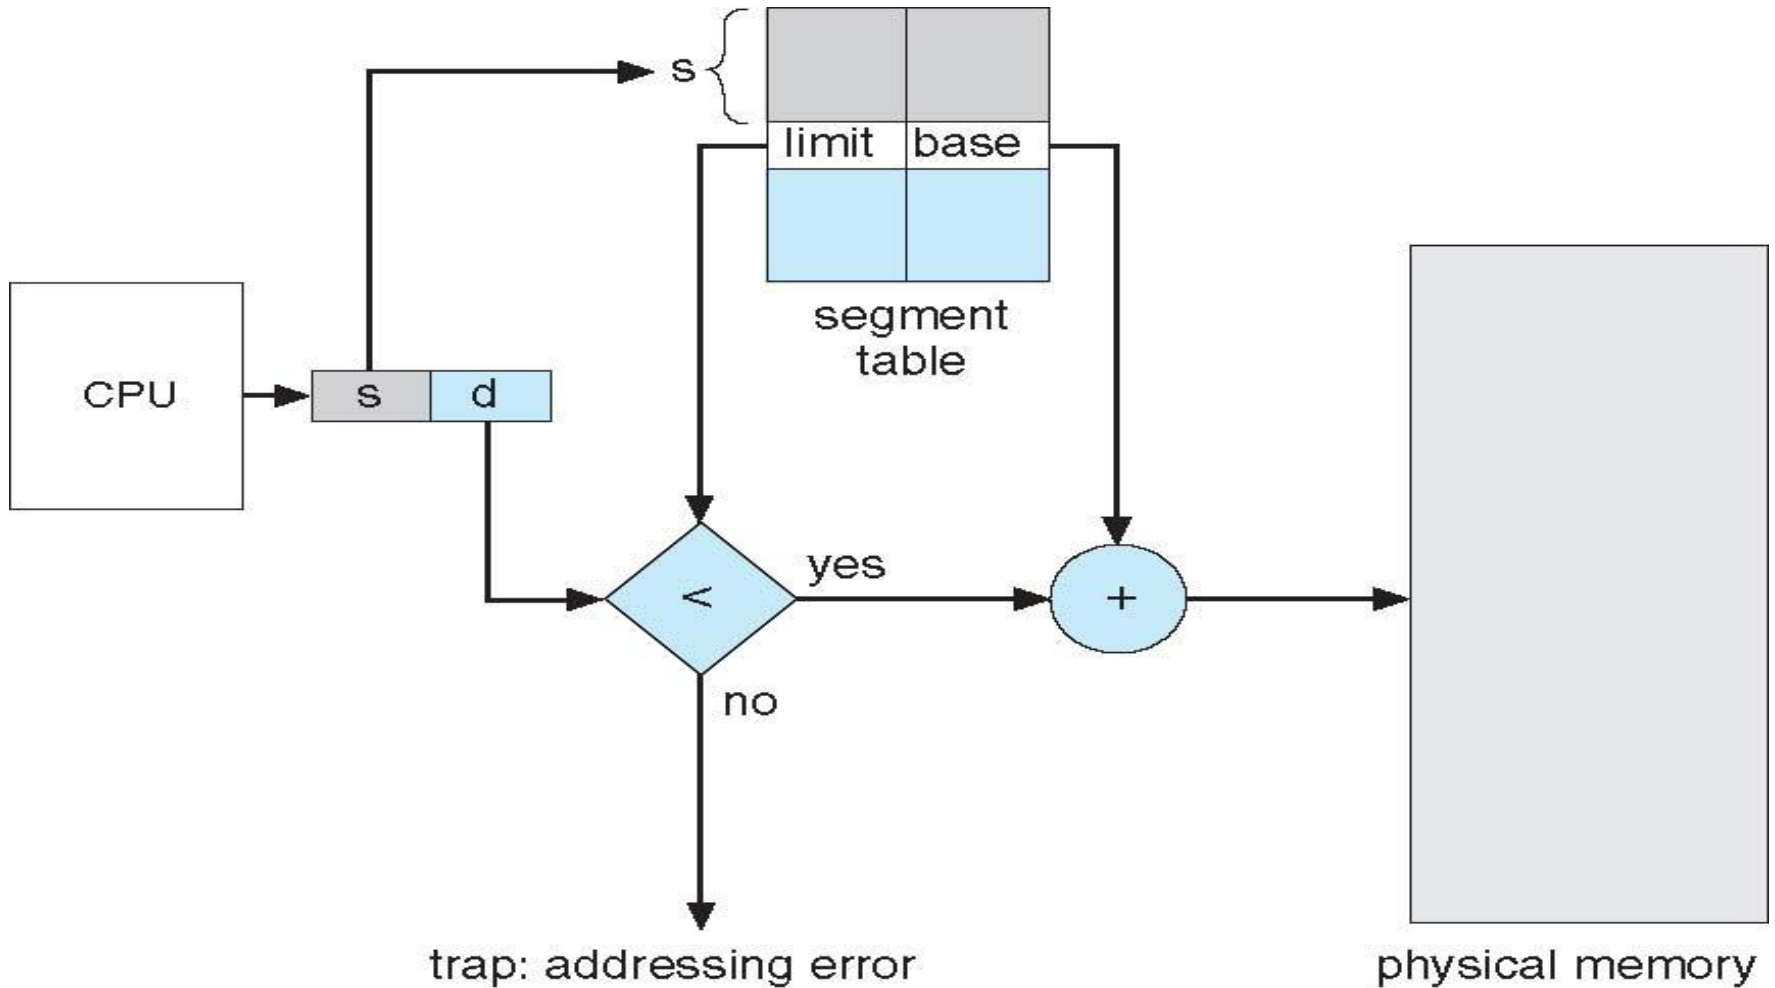 s
limit base
segment
table
CPU
s d
yes
<
+
no
trap: addressing error
physical memory